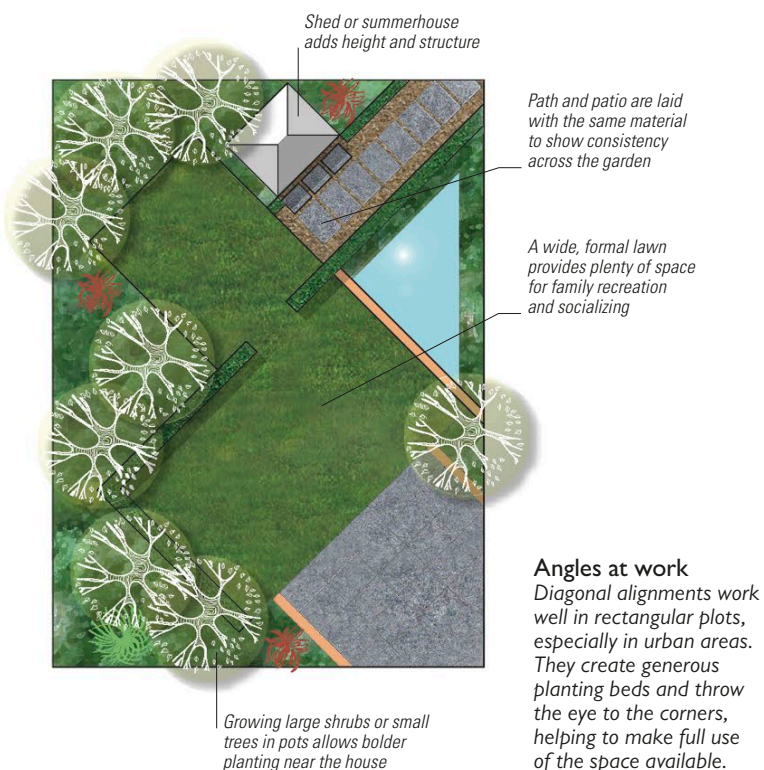 Shed or summerhouse
adds height and structure
Path and patio are laid
with the same material
to show consistency
across the garden
A wide, formal lawn
provides plenty of space
for family recreation
and socializing
Angles at work
Diagonal alignments work
well in rectangular plots,
especially in urban areas.
They create generous
planting beds and throw
the eye to the corners,
helping to make full use
of the space available.
Growing large shrubs or small
trees in pots allows bolder
planting near the house